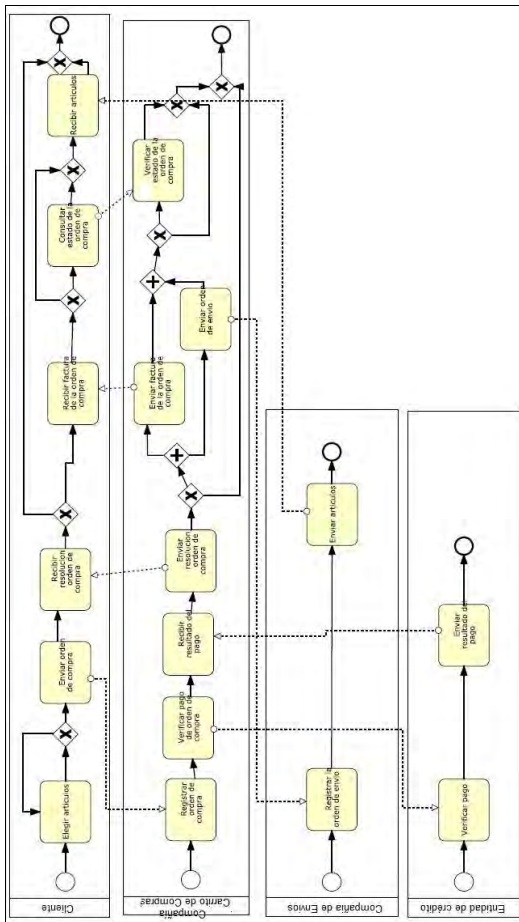 Cliente
Elegir artículos
Enviar orden
de compra
Recibir
resolución
orden de
compra
Recibir factura
de la orden de
compra
Consultar
estado de la
orden de
compra
Recibir artículos
Compañía
Carrito de Compras
Registrar
orden de
compra
Verificar pago
de orden de
compra
Recibir
resultado del
pago
Enviar
resolución
orden de
compra
Enviar factura
de la orden de
compra
Enviar orden
de envio
Verificar
estado de la
orden de
compra
Compañía de Envios
Registrar la
orden de envio
Enviar artículos
Entidad de crédito
Verificar pago
Enviar
resultado del
pago